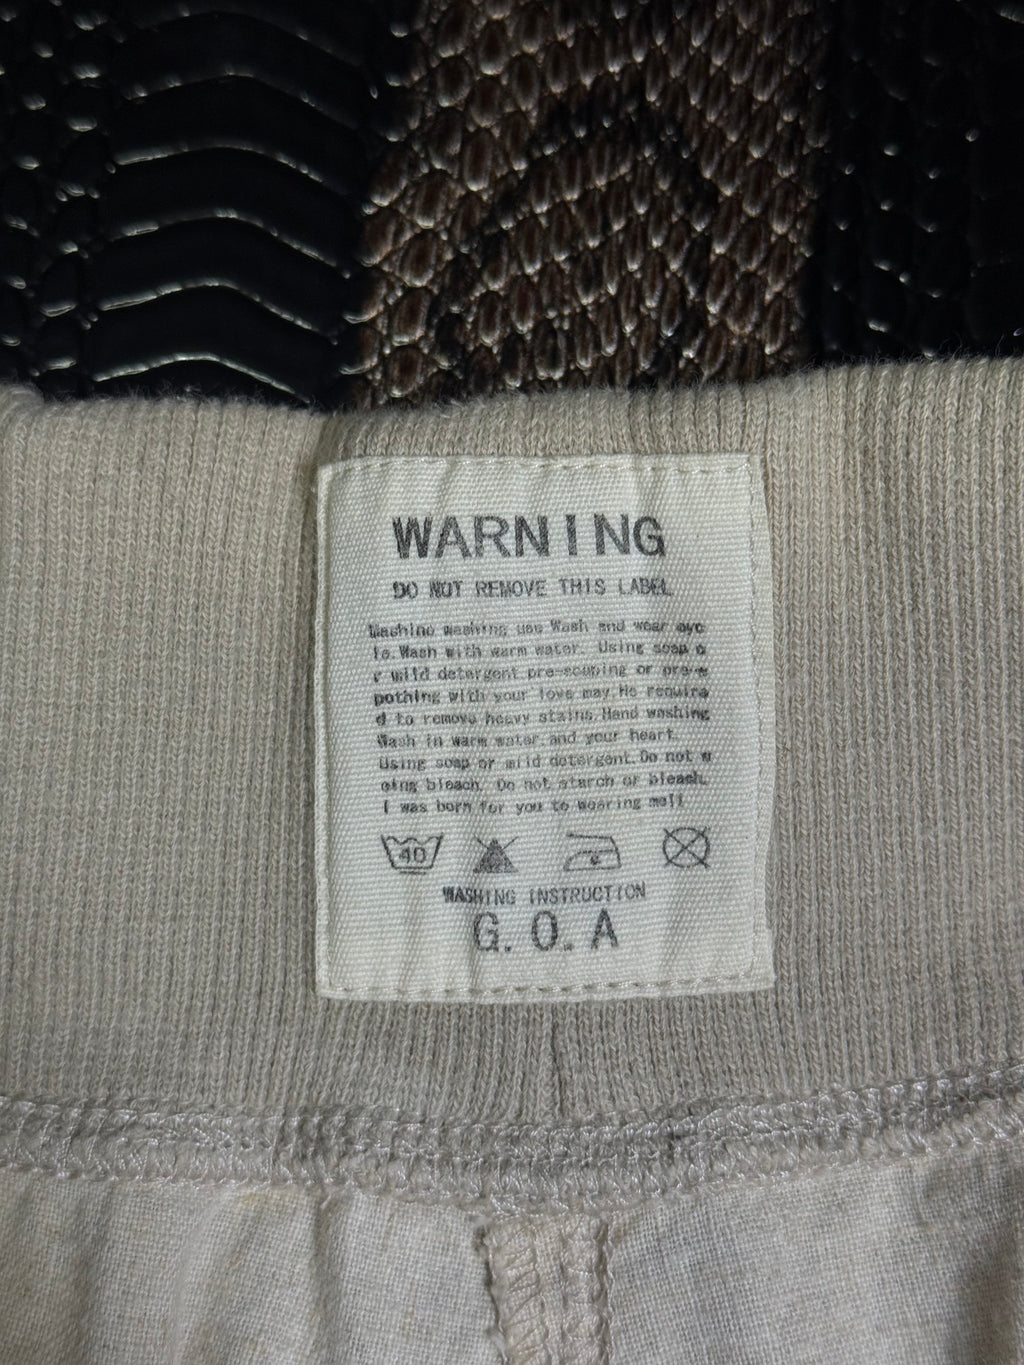 WARNING
DO NOT REMOVE THIS LABEL
Mashine washing use Wash and wear cyc
le. Wash with warm water. Using soap o
r mild detergent pre-soaping or pre-
pothing with your love may. He require
d to remove heavy stains. Hand washing
Wash in warm water. and your heart.
Using soap or mild detergent. Do not
bleach. Do not starch or bleach.
I was born for you to wearing me!!
40
WASHING INSTRUCTION
G. O. A